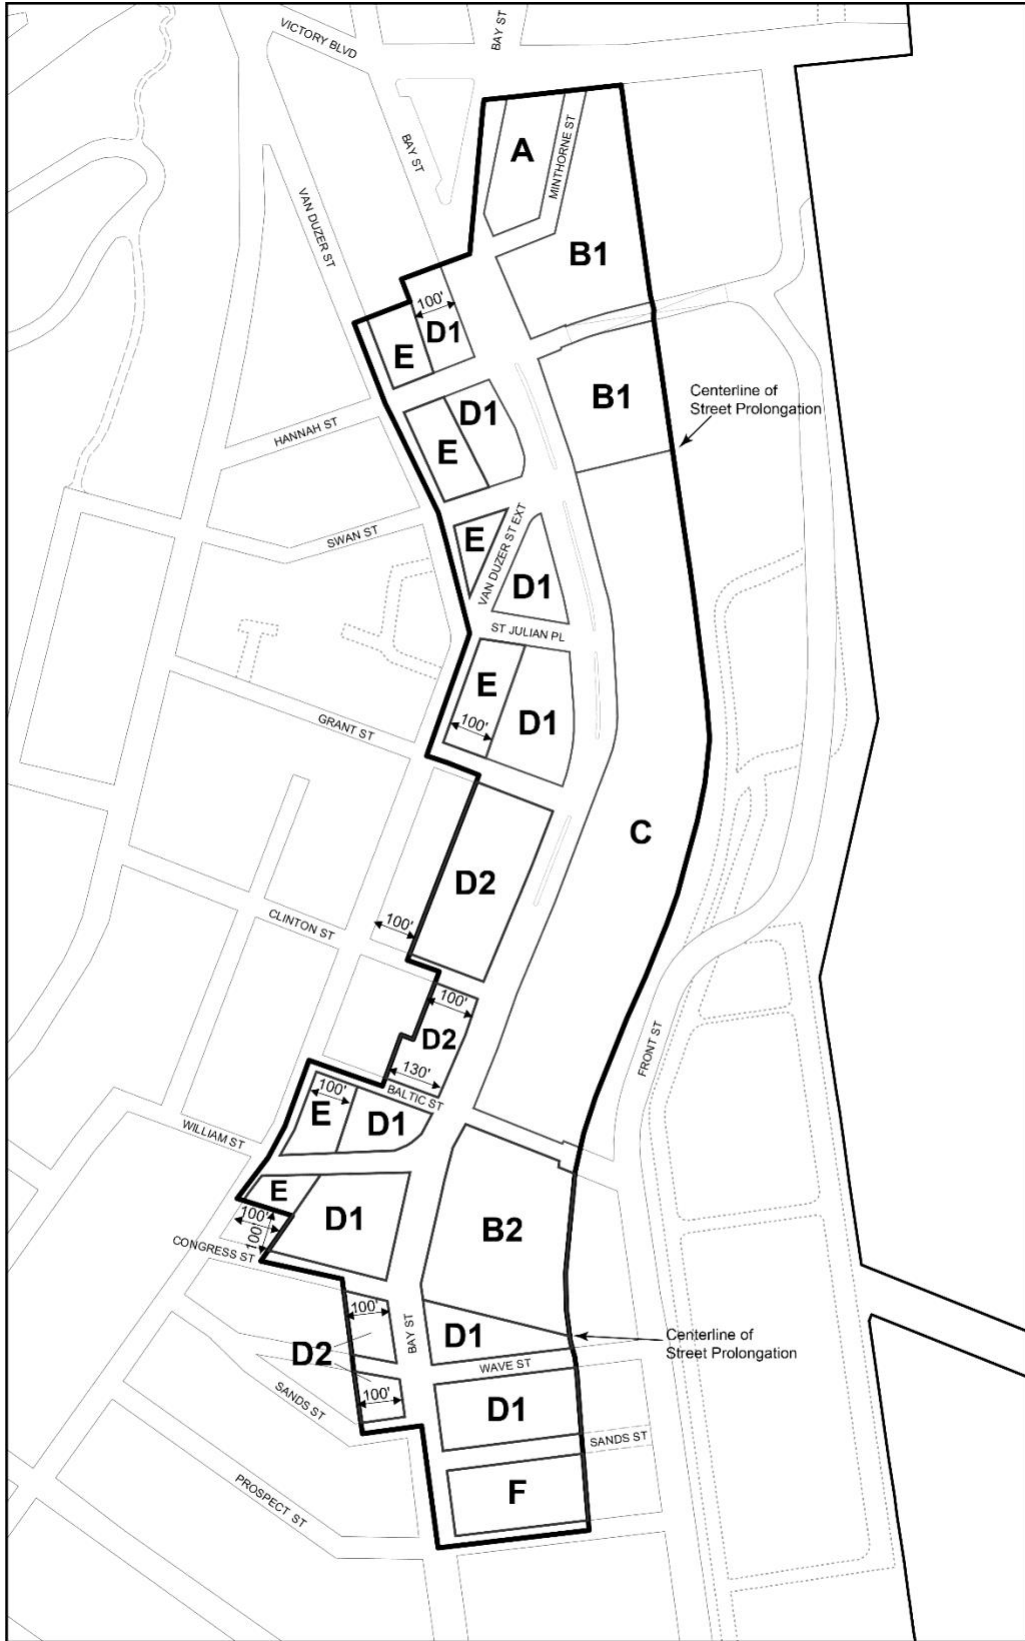 VICTORY BLVD
BAY ST
BAY ST
A
MINTHORNE ST
VAN DUZER ST
B1
100'
D1
E
B1
Centerline of
Street Prolongation
D1
E
HANNAH ST
SWAN ST
E
VAN DUZER ST EXT
D1
ST JULIAN PL
E
100'
D1
GRANT ST
C
D2
100'
CLINTON ST
100'
D2
130'
BALTIC ST
FRONT ST
100'
E
D1
WILLIAM ST
E
100'
100'
D1
B2
CONGRESS ST
100'
BAY ST
D1
Centerline of
Street Prolongation
D2
WAVE ST
100'
SANDS ST
D1
SANDS ST
F
PROSPECT ST